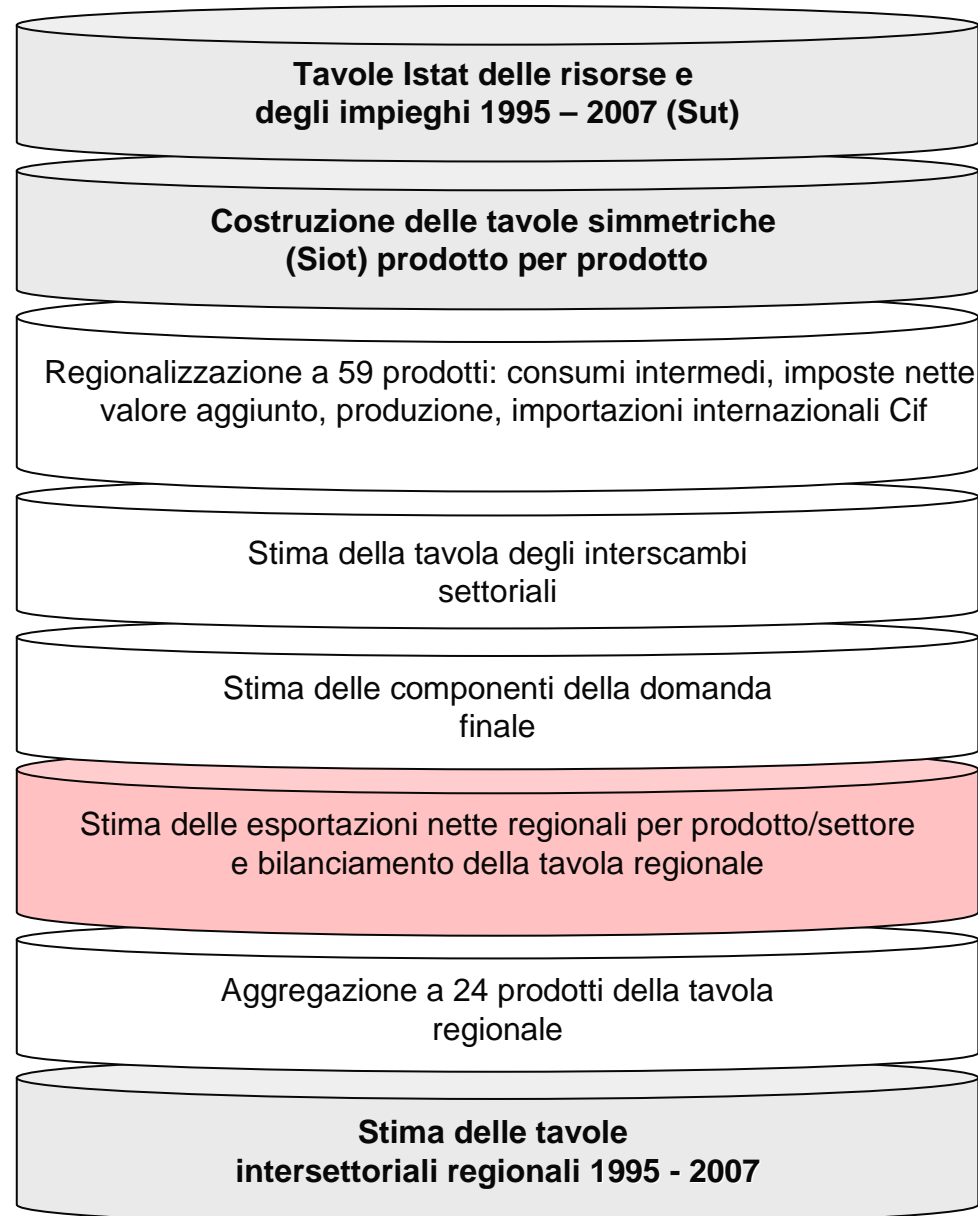 Tavole Istat delle risorse e
degli impieghi 1995 – 2007 (Sut)
Costruzione delle tavole simmetriche
(Siot) prodotto per prodotto
Regionalizzazione a 59 prodotti: consumi intermedi, imposte nette
valore aggiunto, produzione, importazioni internazionali Cif
Stima della tavola degli interscambi
settoriali
Stima delle componenti della domanda
finale
Stima delle esportazioni nette regionali per prodotto/settore
e bilanciamento della tavola regionale
Aggregazione a 24 prodotti della tavola
regionale
Stima delle tavole
intersettoriali regionali 1995 - 2007